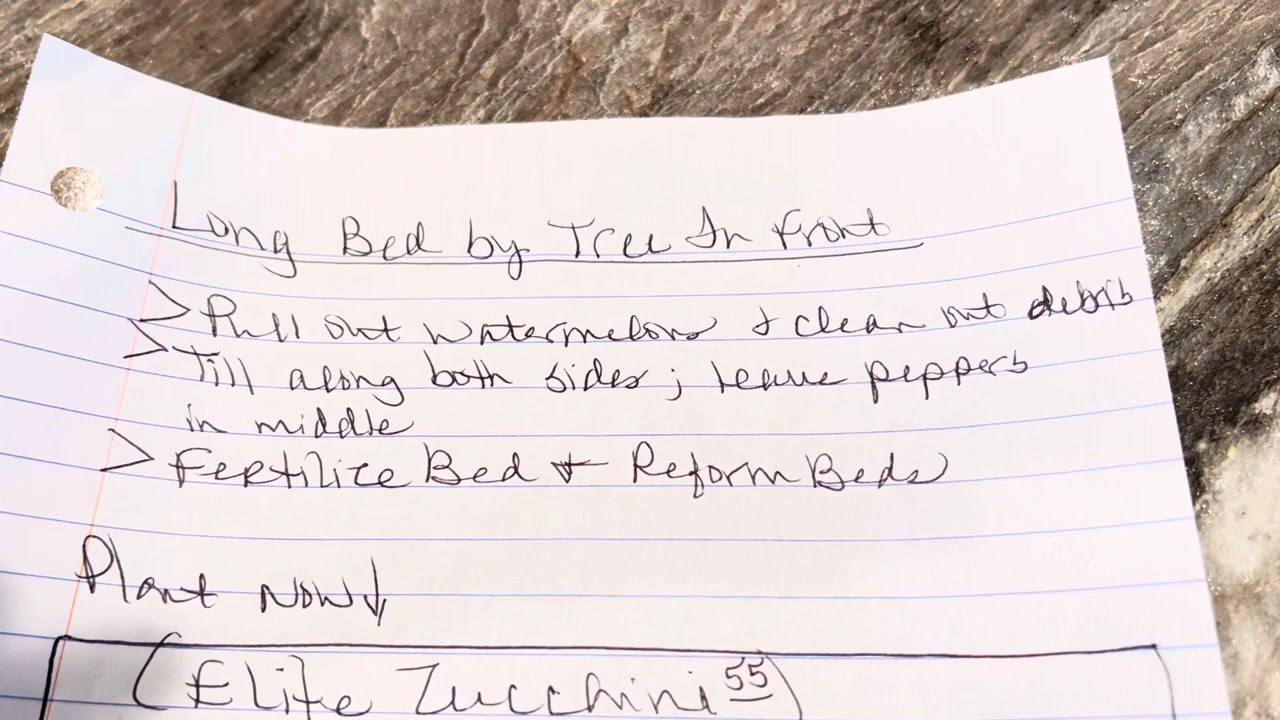 Long Bed by Tree In Front
> Pull out watermelons & clean out debris
> Till along both sides; leave peppers
in middle
> Fertilize Bed & Reform Beds
Plant Now ↓
(Elite Zucchini 55)